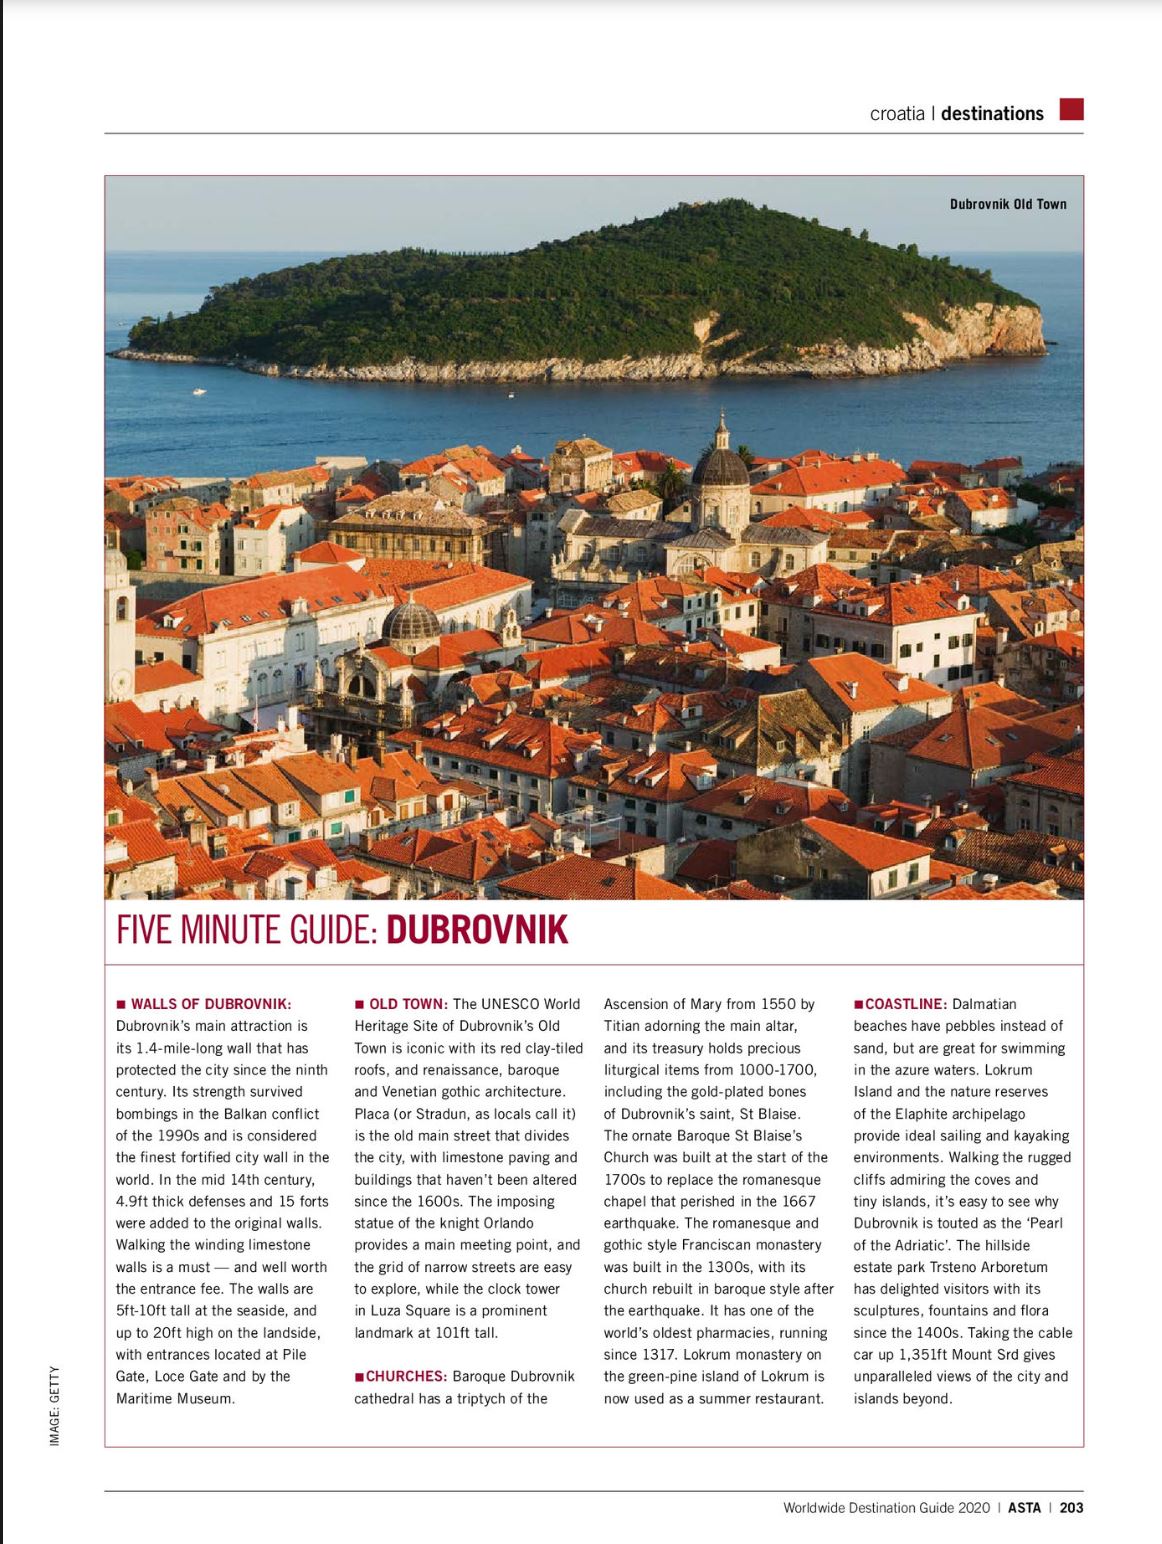 croatia | destinations
Dubrovnik Old Town
FIVE MINUTE GUIDE: DUBROVNIK
■ WALLS OF DUBROVNIK:
Dubrovnik’s main attraction is
its 1.4-mile-long wall that has
protected the city since the ninth
century. Its strength survived
bombings in the Balkan conflict
of the 1990s and is considered
the finest fortified city wall in the
world. In the mid 14th century,
4.9ft thick defenses and 15 forts
were added to the original walls.
Walking the winding limestone
walls is a must — and well worth
the entrance fee. The walls are
5ft-10ft tall at the seaside, and
up to 20ft high on the landside,
with entrances located at Pile
Gate, Loce Gate and by the
Maritime Museum.
■ OLD TOWN: The UNESCO World
Heritage Site of Dubrovnik’s Old
Town is iconic with its red clay-tiled
roofs, and renaissance, baroque
and Venetian gothic architecture.
Placa (or Stradun, as locals call it)
is the old main street that divides
the city, with limestone paving and
buildings that haven’t been altered
since the 1600s. The imposing
statue of the knight Orlando
provides a main meeting point, and
the grid of narrow streets are easy
to explore, while the clock tower
in Luza Square is a prominent
landmark at 101ft tall.
■CHURCHES: Baroque Dubrovnik
cathedral has a triptych of the
Ascension of Mary from 1550 by
Titian adorning the main altar,
and its treasury holds precious
liturgical items from 1000-1700,
including the gold-plated bones
of Dubrovnik’s saint, St Blaise.
The ornate Baroque St Blaise’s
Church was built at the start of the
1700s to replace the romanesque
chapel that perished in the 1667
earthquake. The romanesque and
gothic style Franciscan monastery
was built in the 1300s, with its
church rebuilt in baroque style after
the earthquake. It has one of the
world’s oldest pharmacies, running
since 1317. Lokrum monastery on
the green-pine island of Lokrum is
now used as a summer restaurant.
■COASTLINE: Dalmatian
beaches have pebbles instead of
sand, but are great for swimming
in the azure waters. Lokrum
Island and the nature reserves
of the Elaphite archipelago
provide ideal sailing and kayaking
environments. Walking the rugged
cliffs admiring the coves and
tiny islands, it’s easy to see why
Dubrovnik is touted as the ‘Pearl
of the Adriatic’. The hillside
estate park Trsteno Arboretum
has delighted visitors with its
sculptures, fountains and flora
since the 1400s. Taking the cable
car up 1,351ft Mount Srd gives
unparalleled views of the city and
islands beyond.
IMAGE: GETTY
Worldwide Destination Guide 2020 | ASTA | 203